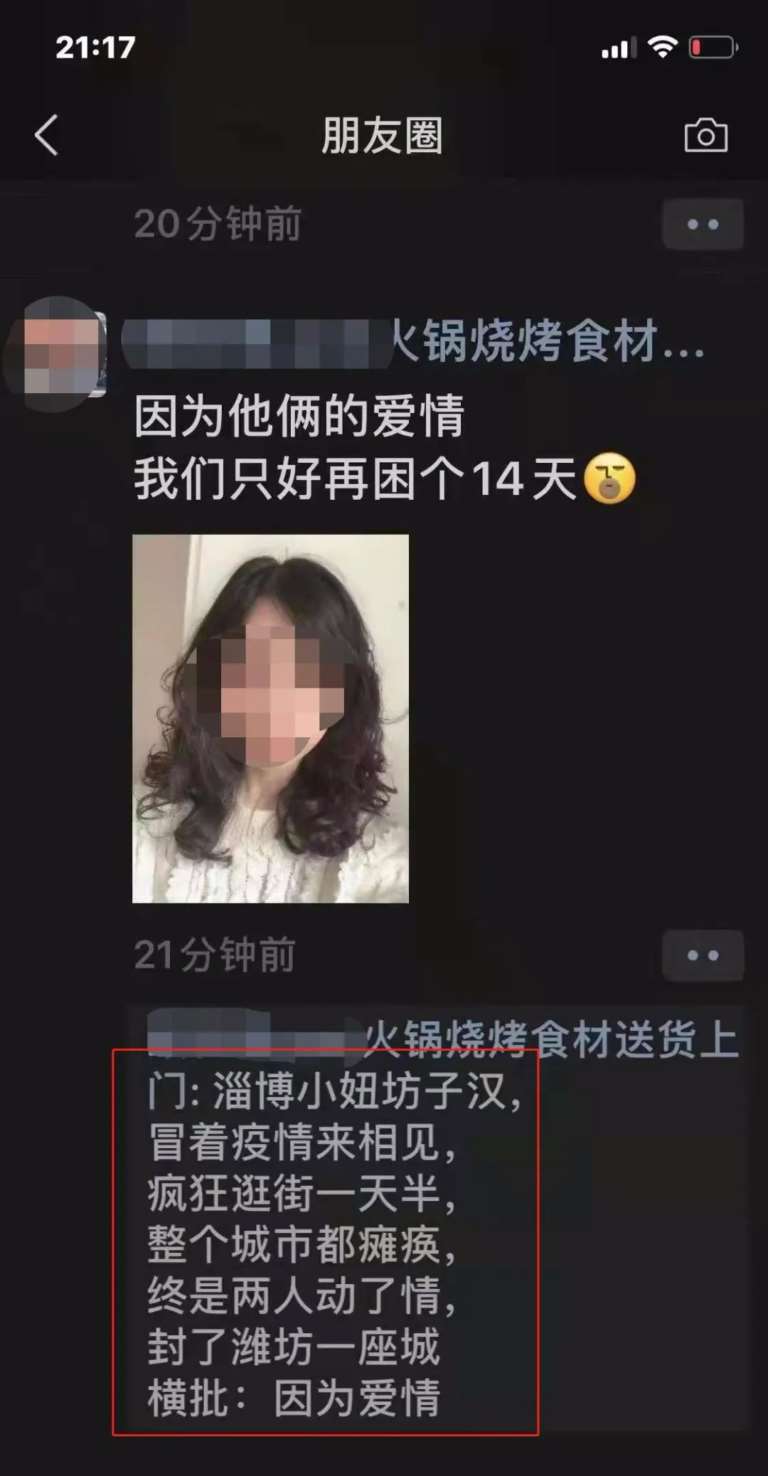 21:17
朋友圈
20分钟前
火锅烧烤食材...
因为他俩的爱情
我们只好再困个14天
21分钟前
火锅烧烤食材送货上
门: 淄博小妞坊子汉,
冒着疫情来相见,
疯狂逛街一天半,
整个城市都瘫痪,
终是两人动了情,
封了潍坊一座城
横批：因为爱情